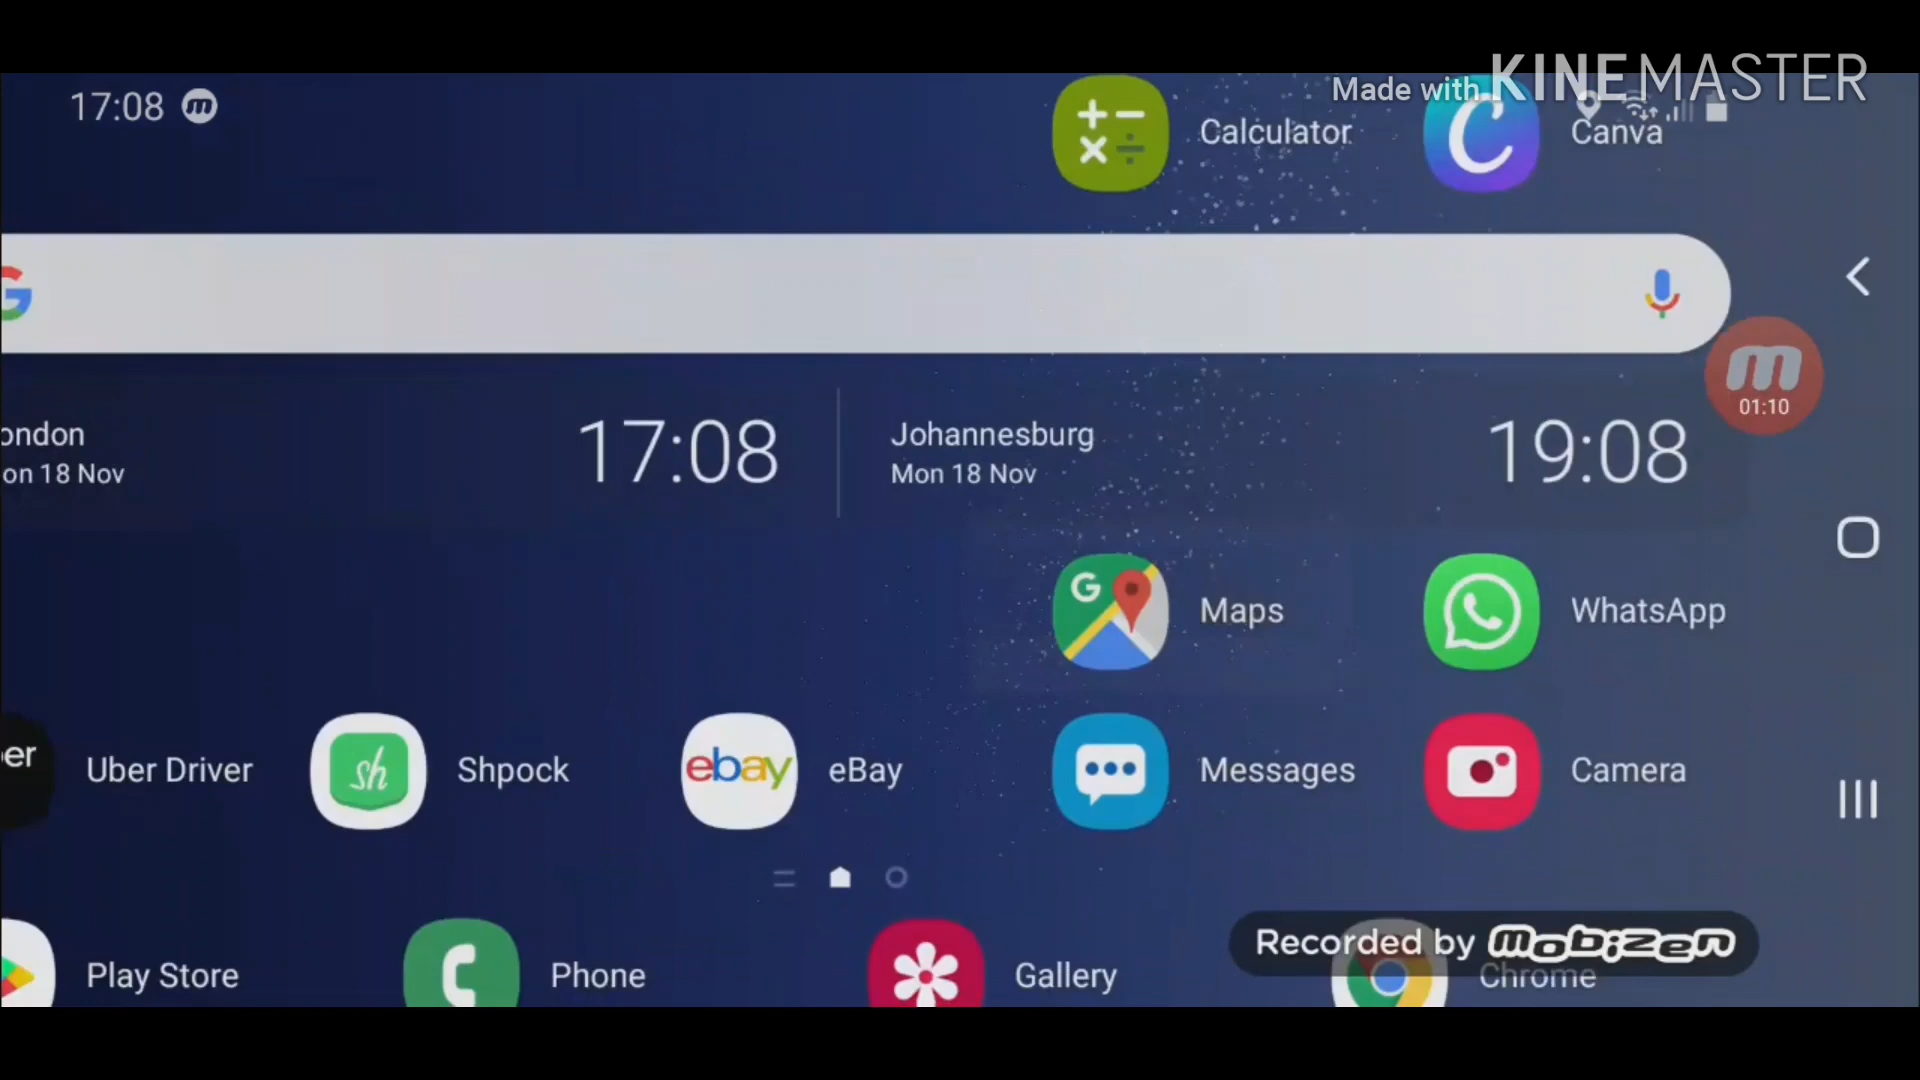 Made with KINEMASTER
17:08
Calculator
Canva
01:10
ondon
on 18 Nov
17:08
Johannesburg
Mon 18 Nov
19:08
Maps
WhatsApp
er
Uber Driver
sh
Shpock
ebay
eBay
Messages
Camera
Recorded by mobizen
Play Store
Phone
Gallery
Chrome